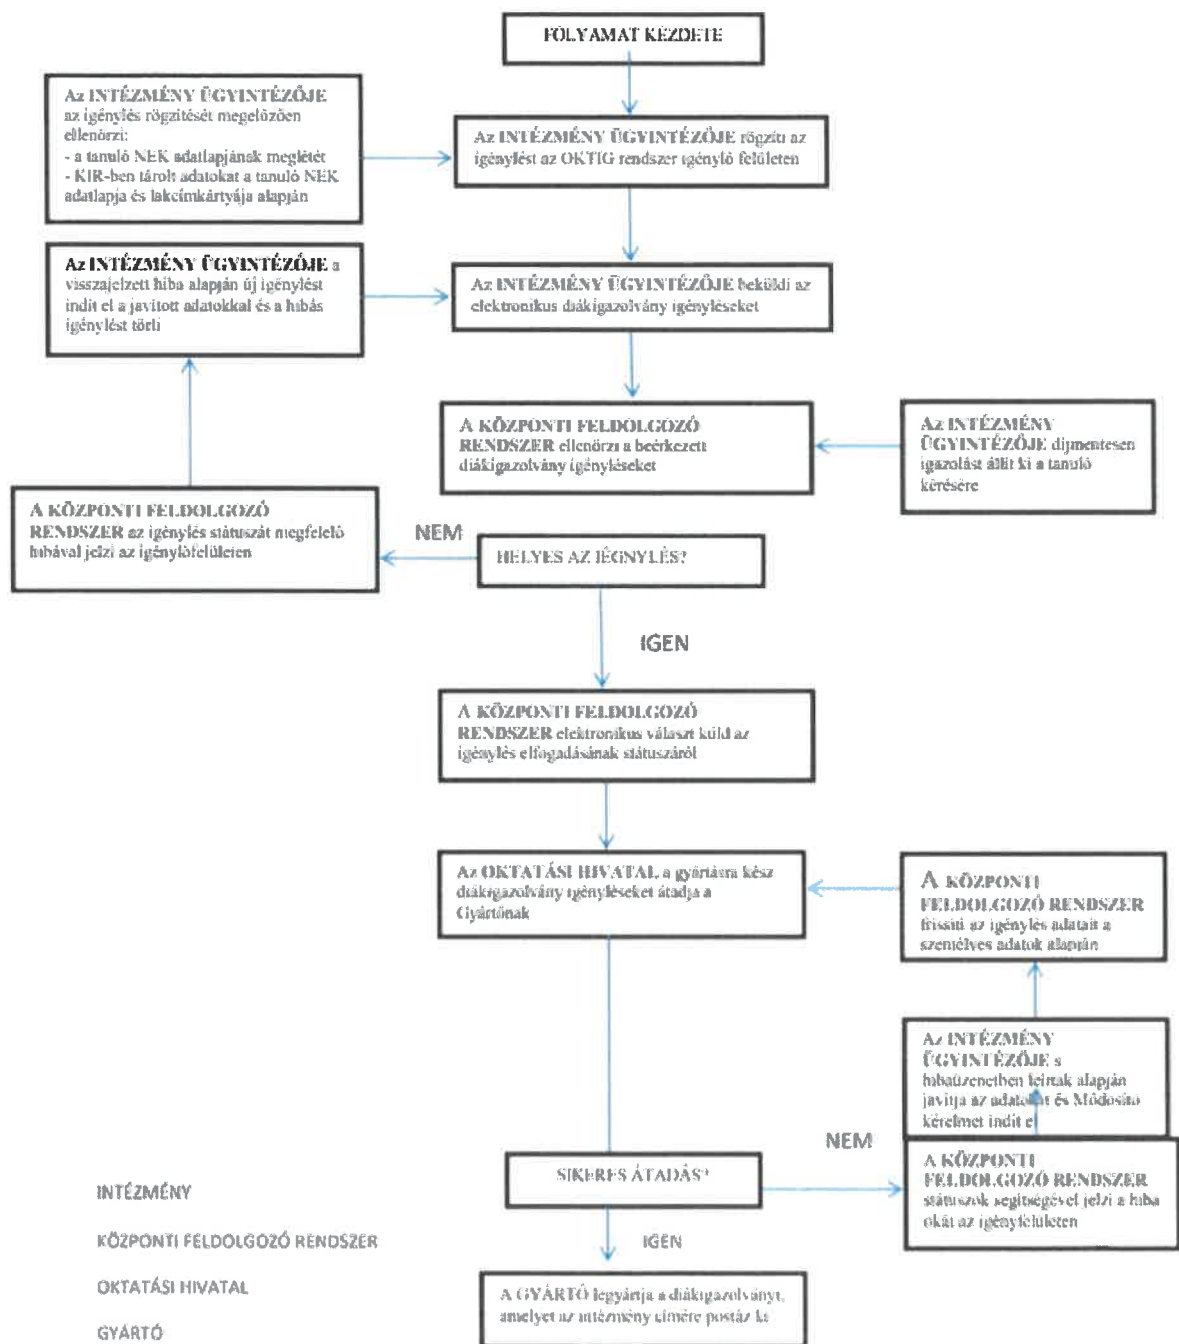 FOLYAMAT KEZDETE
Az INTÉZMÉNY ÜGYINTÉZŐJE
az igénylés rögzítését megelőzően
ellenőrzi:
- a tanuló NEK adatlapjának meglétét
- KIR-ben tárolt adatokat a tanuló NEK
adatlapja és lakcímkártyája alapján
Az INTÉZMÉNY ÜGYINTÉZŐJE rögzíti az
igénylést az OKTIG rendszer igénylő felületen
Az INTÉZMÉNY ÜGYINTÉZŐJE a
visszajelzett hiba alapján új igénylést
indít el a javított adatokkal és a hibás
igénylést törli
Az INTÉZMÉNY ÜGYINTÉZŐJE beküldi az
elektronikus diákigazolvány igényléseket
A KÖZPONTI FELDOLGOZÓ
RENDSZER ellenőrzi a beérkezett
diákigazolvány igényléseket
Az INTÉZMÉNY
ÜGYINTÉZŐJE díjmentesen
igazolást állít ki a tanuló
kérésére
A KÖZPONTI FELDOLGOZÓ
RENDSZER az igénylés státuszát megfelelő
hibával jelzi az igénylőfelületen
NEM
HELYES AZ IÉGNYLÉS?
IGEN
A KÖZPONTI FELDOLGOZÓ
RENDSZER elektronikus választ küld az
igénylés elfogadásának státuszáról
Az OKTATÁSI HIVATAL a gyártásra kész
diákigazolvány igényléseket átadja a
Gyártónak
A KÖZPONTI
FELDOLGOZÓ RENDSZER
frissíti az igénylés adatait a
személyes adatok alapján
Az INTÉZMÉNY
ÜGYINTÉZŐJE s
hibaüzenetben leírtak alapján
javítja az adatokat és Módosító
kérelmet indít el
NEM
SIKERES ÁTADÁS?
A KÖZPONTI
FELDOLGOZÓ RENDSZER
státuszok segítségével jelzi a hiba
okát az igényfelületen
INTÉZMÉNY
KÖZPONTI FELDOLGOZÓ RENDSZER
IGEN
OKTATÁSI HIVATAL
A GYÁRTÓ legyártja a diákigazolványt,
amelyet az intézmény címére postáz ki
GYÁRTÓ